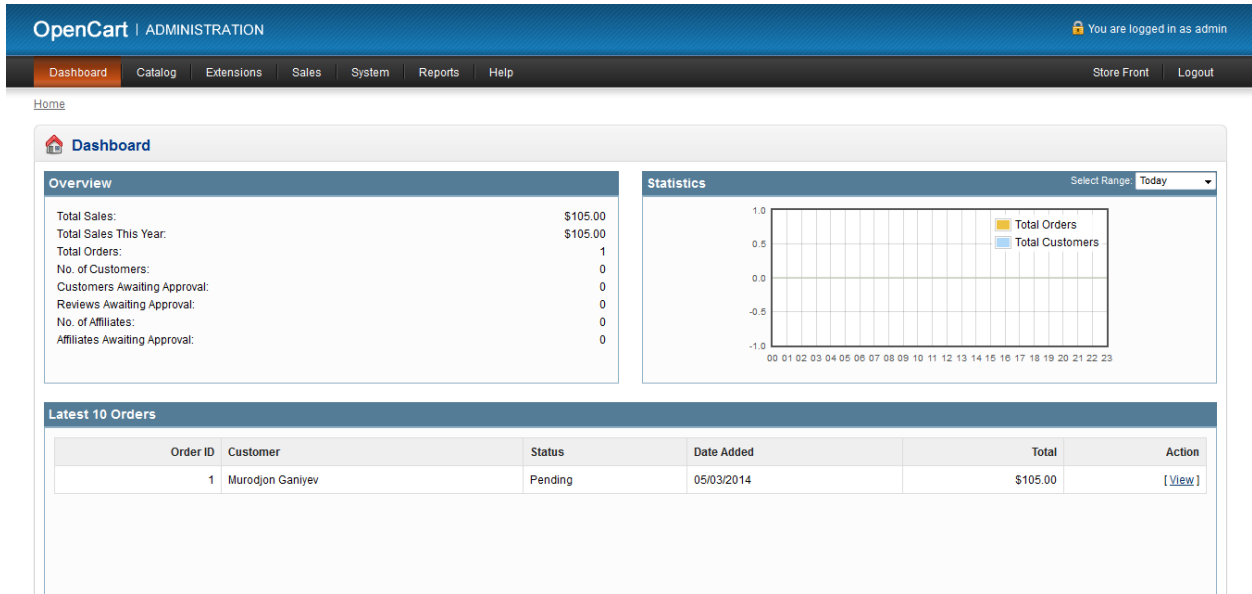 OpenCart | ADMINISTRATION
You are logged in as admin
Dashboard Catalog Extensions Sales System Reports Help Store Front Logout
Home
Dashboard
Overview
Total Sales: $105.00
Total Sales This Year: $105.00
Total Orders: 1
No. of Customers: 0
Customers Awaiting Approval: 0
Reviews Awaiting Approval: 0
No. of Affiliates: 0
Affiliates Awaiting Approval: 0
Statistics Select Range: Today
Total Orders
Total Customers
1.0
0.5
0.0
-0.5
-1.0
00 01 02 03 04 05 06 07 08 09 10 11 12 13 14 15 16 17 18 19 20 21 22 23
Latest 10 Orders
Order ID Customer Status Date Added Total Action
1 Murodjon Ganiyev Pending 05/03/2014 $105.00 [ View ]